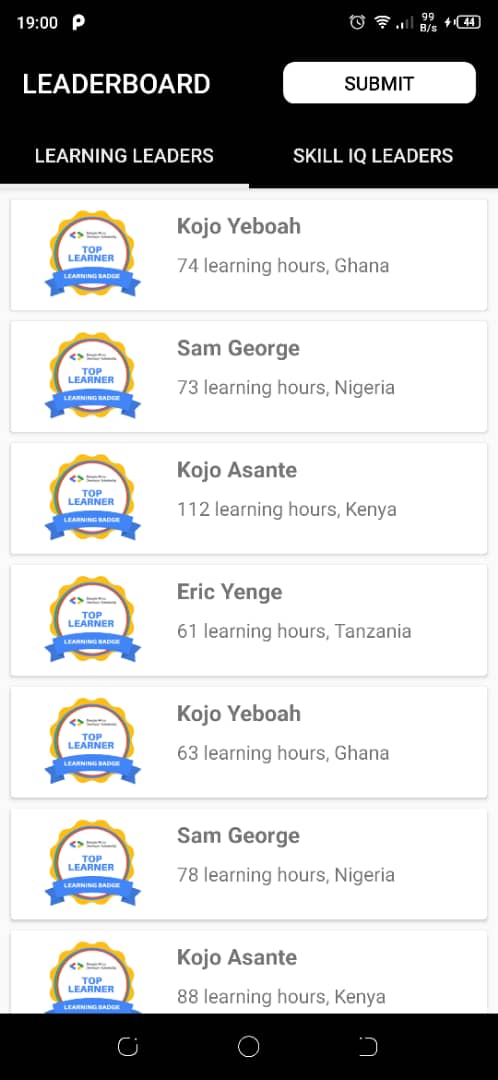 19:00
99
B/s
44
LEADERBOARD
SUBMIT
LEARNING LEADERS
SKILL IQ LEADERS
TOP
LEARNER
LEARNING BADGE
Kojo Yeboah
74 learning hours, Ghana
TOP
LEARNER
LEARNING BADGE
Sam George
73 learning hours, Nigeria
TOP
LEARNER
LEARNING BADGE
Kojo Asante
112 learning hours, Kenya
TOP
LEARNER
LEARNING BADGE
Eric Yenge
61 learning hours, Tanzania
TOP
LEARNER
LEARNING BADGE
Kojo Yeboah
63 learning hours, Ghana
TOP
LEARNER
LEARNING BADGE
Sam George
78 learning hours, Nigeria
TOP
LEARNER
LEARNING BADGE
Kojo Asante
88 learning hours, Kenya